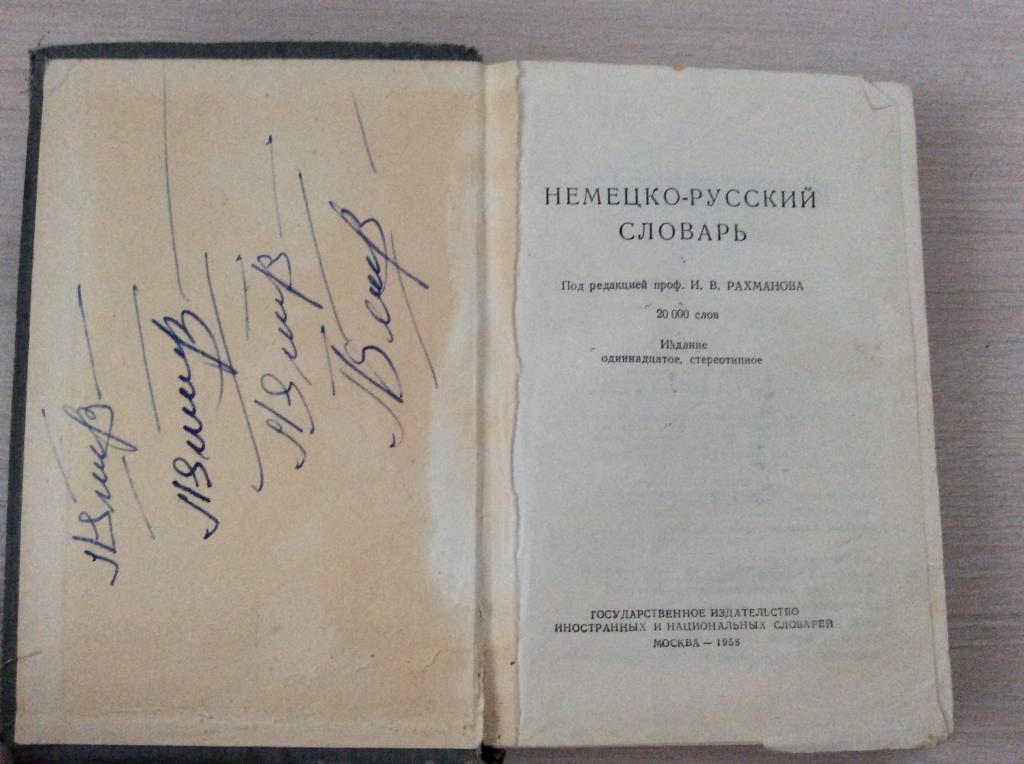 НЕМЕЦКО-РУССКИЙ
СЛОВАРЬ
Под редакцией проф. И. В. РАХМАНОВА
20 000 слов
Издание
одиннадцатое, стереотипное
ГОСУДАРСТВЕННОЕ ИЗДАТЕЛЬСТВО
ИНОСТРАННЫХ И НАЦИОНАЛЬНЫХ СЛОВАРЕЙ
МОСКВА — 1958